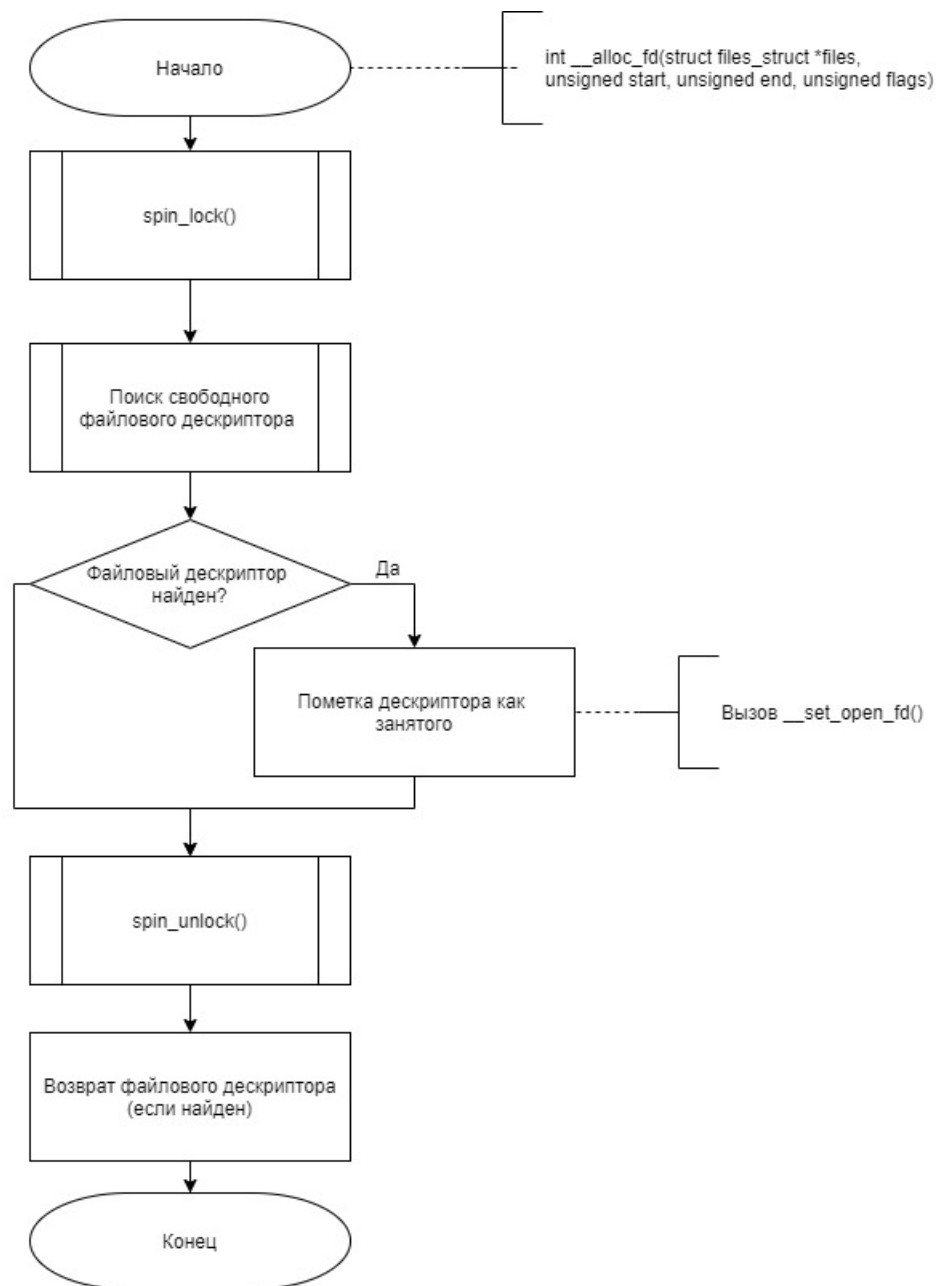 Начало
int __alloc_fd(struct files_struct *files,
unsigned start, unsigned end, unsigned flags)
spin_lock()
Поиск свободного
файлового дескриптора
Файловый дескриптор
найден?
Да
Пометка дескриптора как
занятого
Вызов __set_open_fd()
spin_unlock()
Возврат файлового дескриптора
(если найден)
Конец